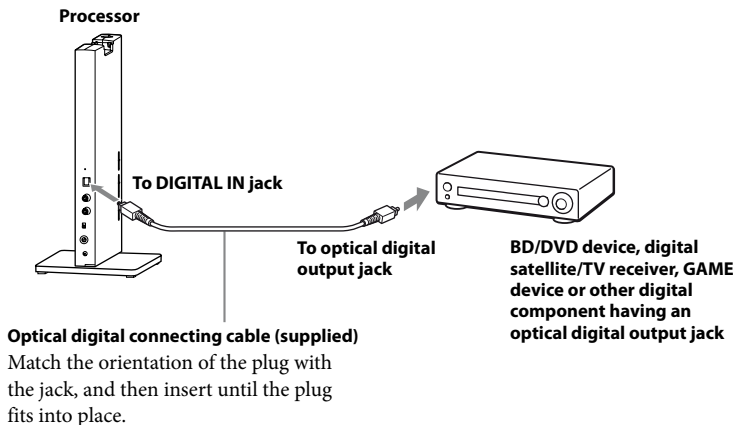 Processor
To DIGITAL IN jack
To optical digital
output jack
BD/DVD device, digital
satellite/TV receiver, GAME
device or other digital
component having an
optical digital output jack
Optical digital connecting cable (supplied)
Match the orientation of the plug with
the jack, and then insert until the plug
fits into place.